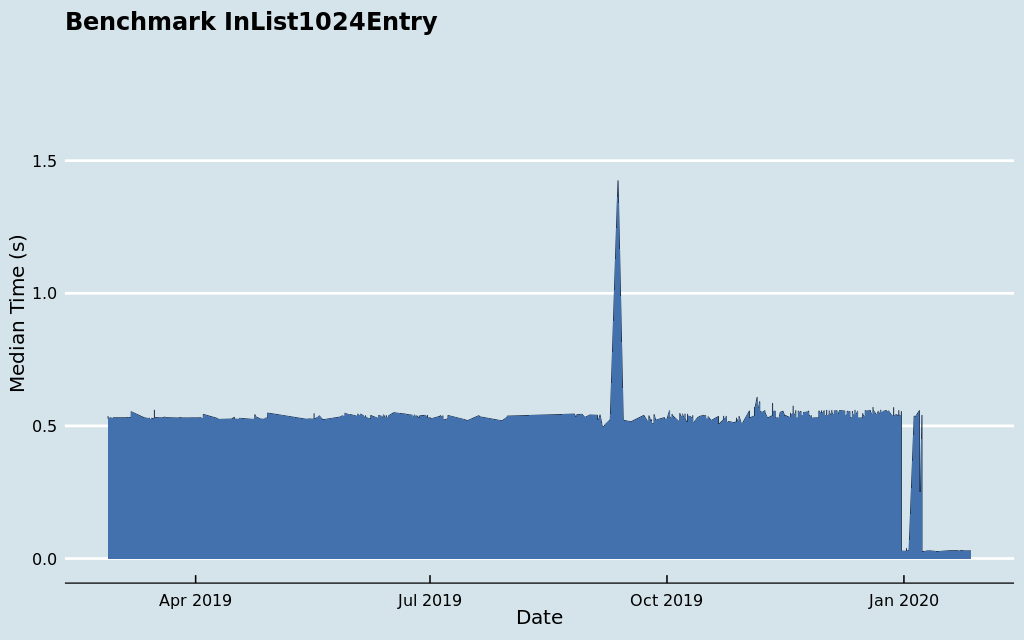 Benchmark InList1024Entry
Median Time (s)
1.5
1.0
0.5
0.0
Apr 2019
Jul 2019
Oct 2019
Jan 2020
Date